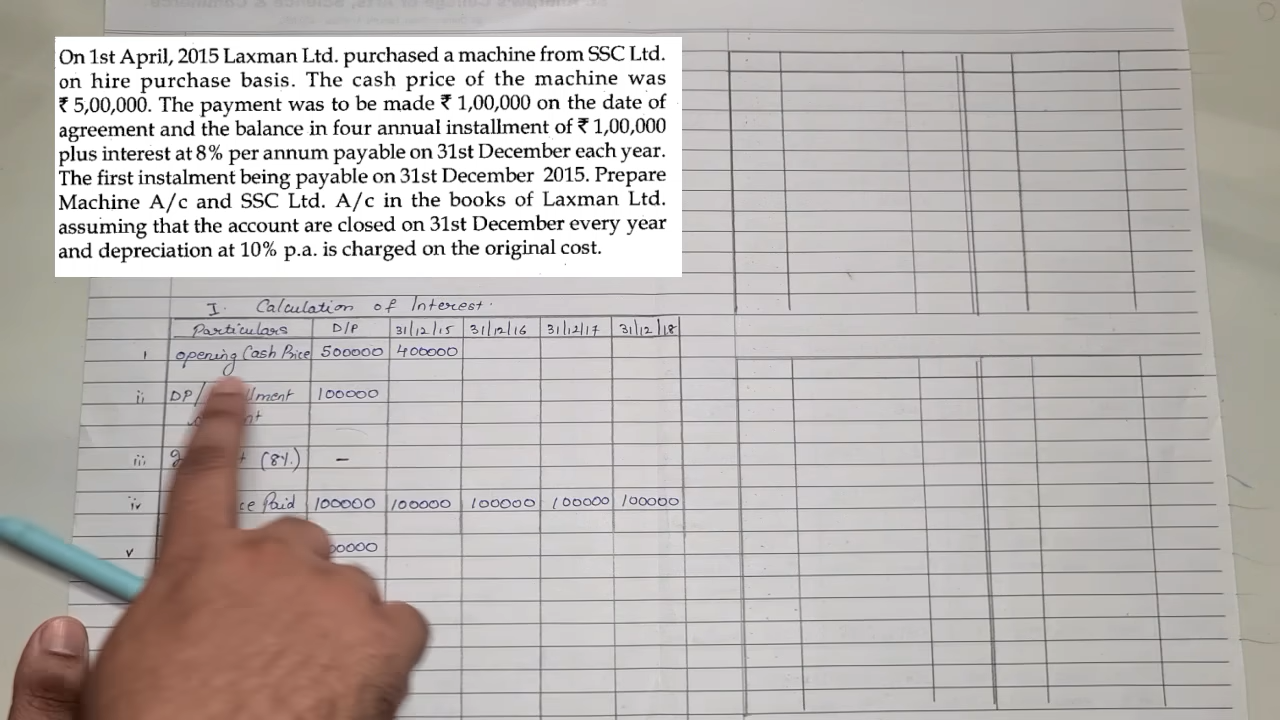 On 1st April, 2015 Laxman Ltd. purchased a machine from SSC Ltd.
on hire purchase basis. The cash price of the machine was
₹ 5,00,000. The payment was to be made ₹ 1,00,000 on the date of
agreement and the balance in four annual installment of ₹ 1,00,000
plus interest at 8% per annum payable on 31st December each year.
The first instalment being payable on 31st December 2015. Prepare
Machine A/c and SSC Ltd. A/c in the books of Laxman Ltd.
assuming that the account are closed on 31st December every year
and depreciation at 10% p.a. is charged on the original cost.
I. Calculation of Interest.
Particulars D/P 31/12/15 31/12/16 31/12/17 31/12/18
i opening Cash Price 500000 400000
ii DP/ 100000
iii (8%) —
iv Paid 100000 100000 100000 100000 100000
v